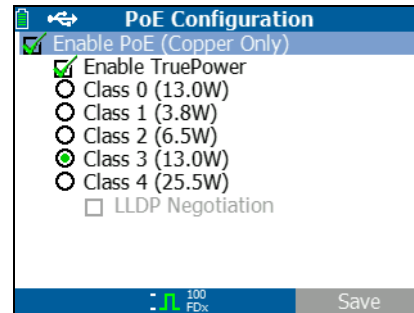 PoE Configuration
Enable PoE (Copper Only)
Enable TruePower
Class 0 (13.0W)
Class 1 (3.8W)
Class 2 (6.5W)
Class 3 (13.0W)
Class 4 (25.5W)
LLDP Negotiation
100
FDx
Save